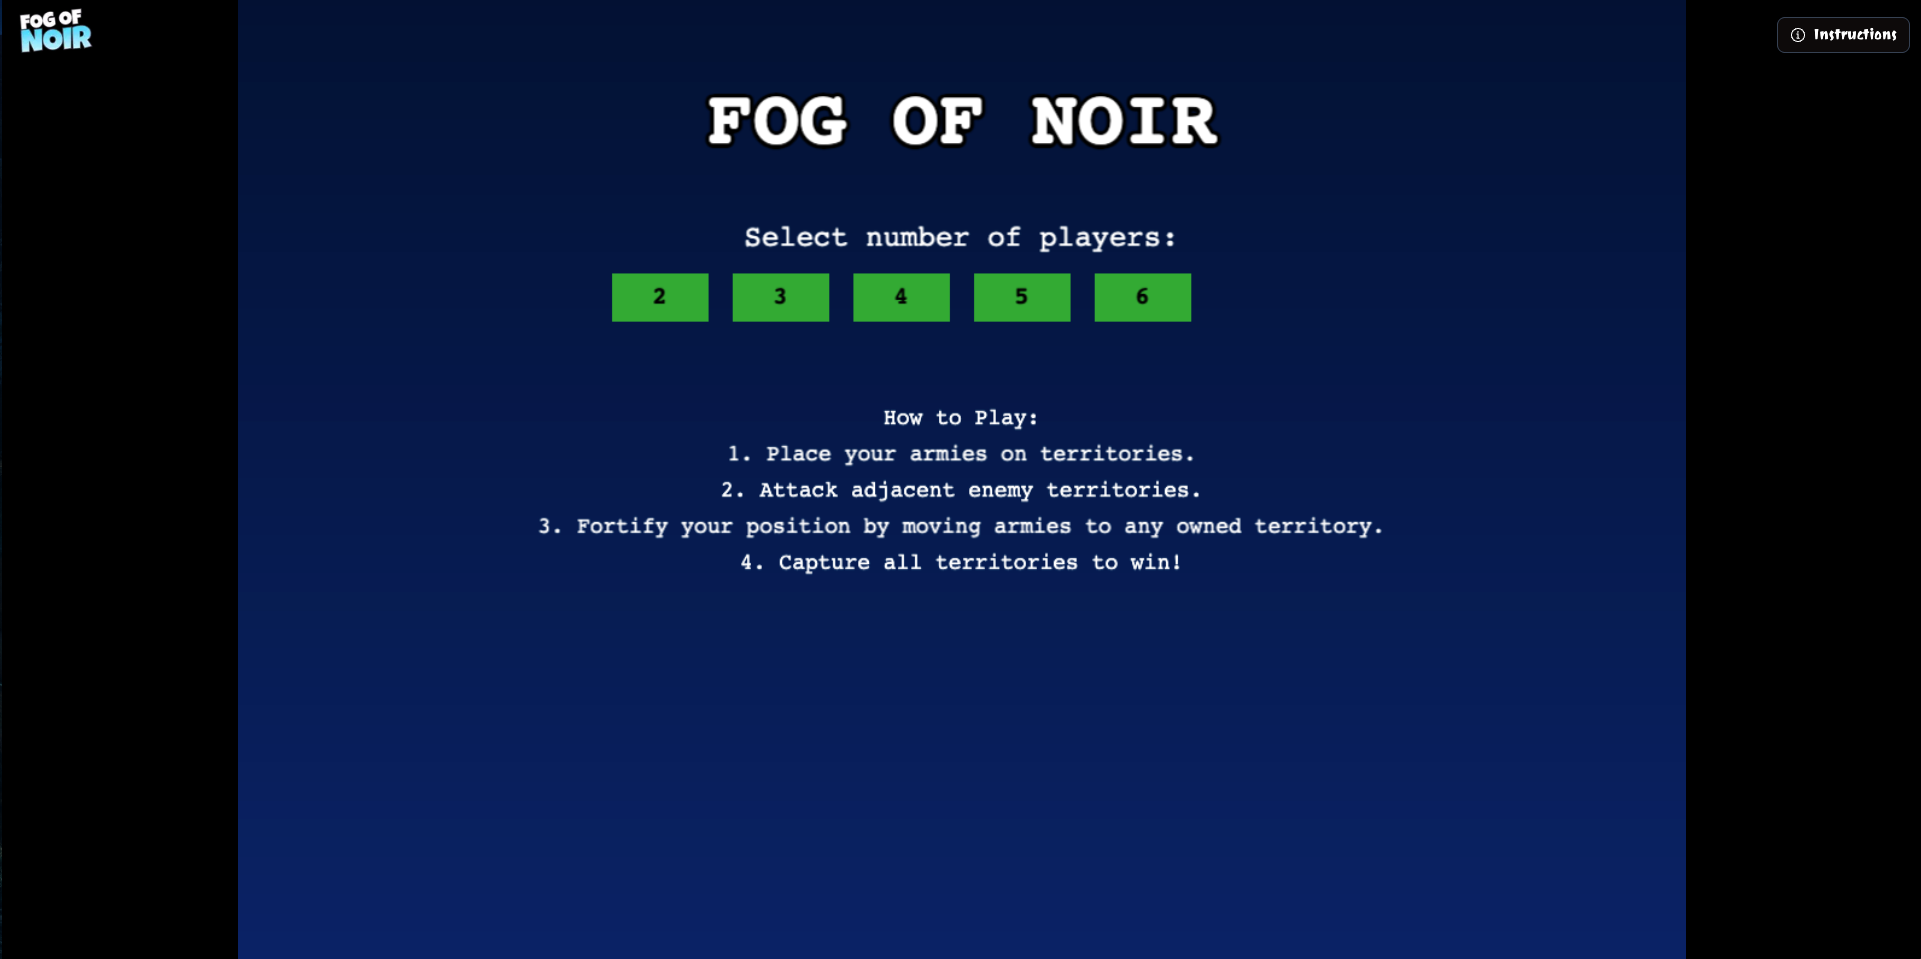 FOG OF
NOIR
Instructions
FOG OF NOIR
Select number of players:
2 3 4 5 6
How to Play:
1. Place your armies on territories.
2. Attack adjacent enemy territories.
3. Fortify your position by moving armies to any owned territory.
4. Capture all territories to win!